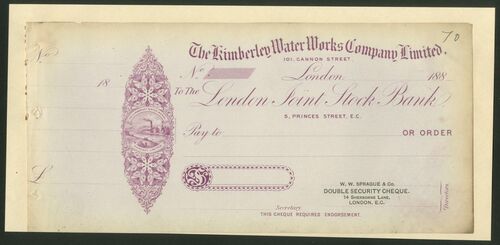 70
The Kimberley Water Works Company Limited.
101, CANNON STREET.
No
No
London 188
18
To The London Joint Stock Bank
5, PRINCES STREET, E.C.
Pay to OR ORDER
£
£
W. W. SPRAGUE & Co.
DOUBLE SECURITY CHEQUE.
14 SHERBORNE LANE,
LONDON, E.C.
Directors
Secretary
THIS CHEQUE REQUIRES ENDORSEMENT.